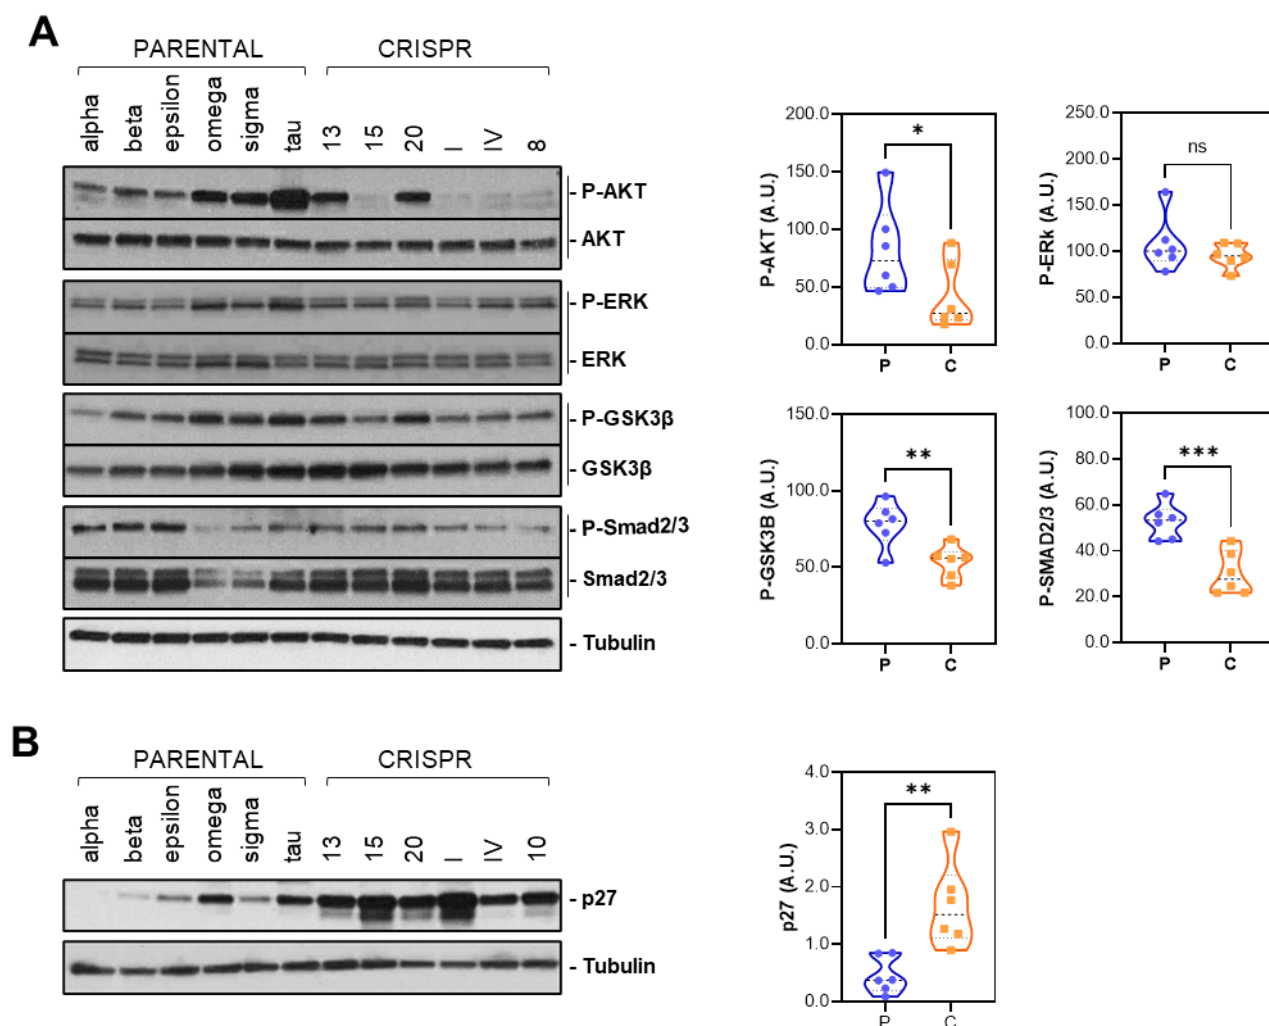 A
PARENTAL CRISPR
alpha beta epsilon omega sigma tau 13 15 20 I IV 8
- P-AKT
- AKT
- P-ERK
- ERK
- P-GSK3β
- GSK3β
- P-Smad2/3
- Smad2/3
- Tubulin
P-AKT (A.U.)
200.0
150.0
100.0
50.0
0.0
*
P C
P-ERk (A.U.)
250.0
200.0
150.0
100.0
50.0
0.0
ns
P C
P-GSK3B (A.U.)
150.0
100.0
50.0
0.0
**
P C
P-SMAD2/3 (A.U.)
100.0
80.0
60.0
40.0
20.0
0.0
***
P C
B
PARENTAL CRISPR
alpha beta epsilon omega sigma tau 13 15 20 I IV 10
- p27
- Tubulin
p27 (A.U.)
4.0
3.0
2.0
1.0
0.0
**
P C